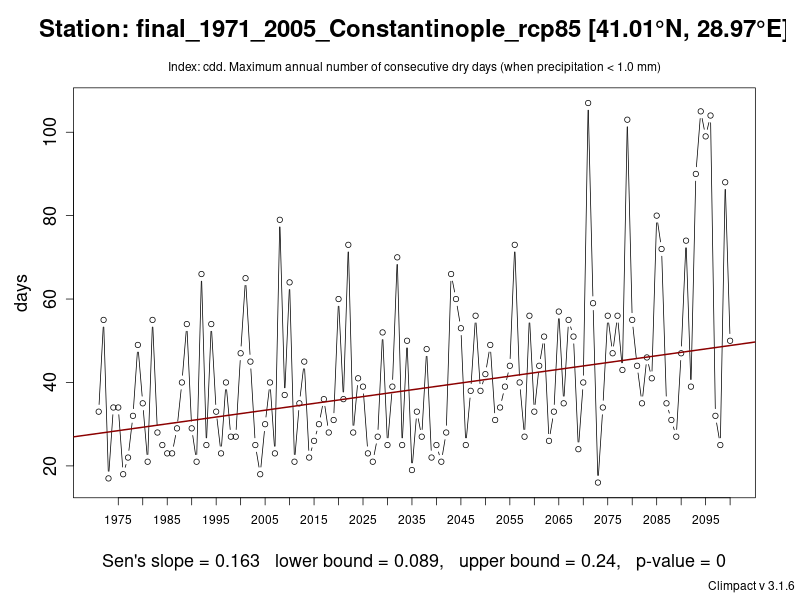 Station: final_1971_2005_Constantinople_rcp85 [41.01°N, 28.97°E]
Index: cdd. Maximum annual number of consecutive dry days (when precipitation < 1.0 mm)
100
80
60
40
20
days
1975 1985 1995 2005 2015 2025 2035 2045 2055 2065 2075 2085 2095
Sen's slope = 0.163 lower bound = 0.089, upper bound = 0.24, p-value = 0
Climpact v 3.1.6